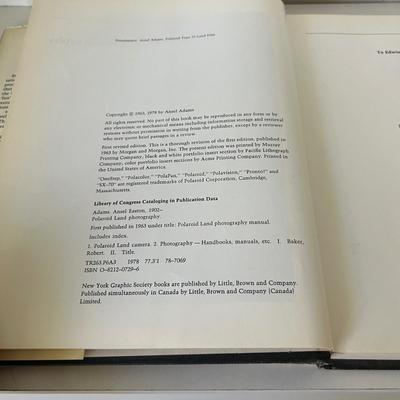 Frontispiece: Ansel Adams, Polaroid Type 55 Land Film
Copyright © 1963, 1978 by Ansel Adams
All rights reserved. No part of this book may be reproduced in any form or by
any electronic or mechanical means including information storage and retrieval
systems without permission in writing from the publisher, except by a reviewer
who may quote brief passages in a review.
First revised edition. This is a thorough revision of the first edition, published in
1963 by Morgan and Morgan, Inc. The present edition was printed by Murray
Printing Company, black and white portfolio insert section by Pacific Lithograph
Company, color portfolio insert sections by Acme Printing Company. Printed in
the United States of America.
"OneStep," "Polacolor," "PolaPan," "Polaroid," "Polavision," "Pronto!" and
"SX-70" are registered trademarks of Polaroid Corporation, Cambridge,
Massachusetts.
Library of Congress Cataloging in Publication Data
Adams, Ansel Easton, 1902–
Polaroid Land photography.
First published in 1963 under title: Polaroid Land photography manual.
Includes index.
1. Polaroid Land camera. 2. Photography—Handbooks, manuals, etc. I. Baker,
Robert. II. Title.
TR263.P6A3 1978 77.3'1 78-7069
ISBN O-8212-0729-6
New York Graphic Society books are published by Little, Brown and Company.
Published simultaneously in Canada by Little, Brown and Company (Canada)
Limited.
To Edwin